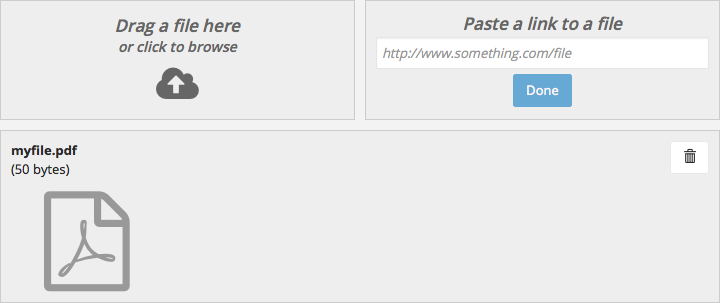 Drag a file here
or click to browse
Paste a link to a file
http://www.something.com/file
Done
myfile.pdf
(50 bytes)